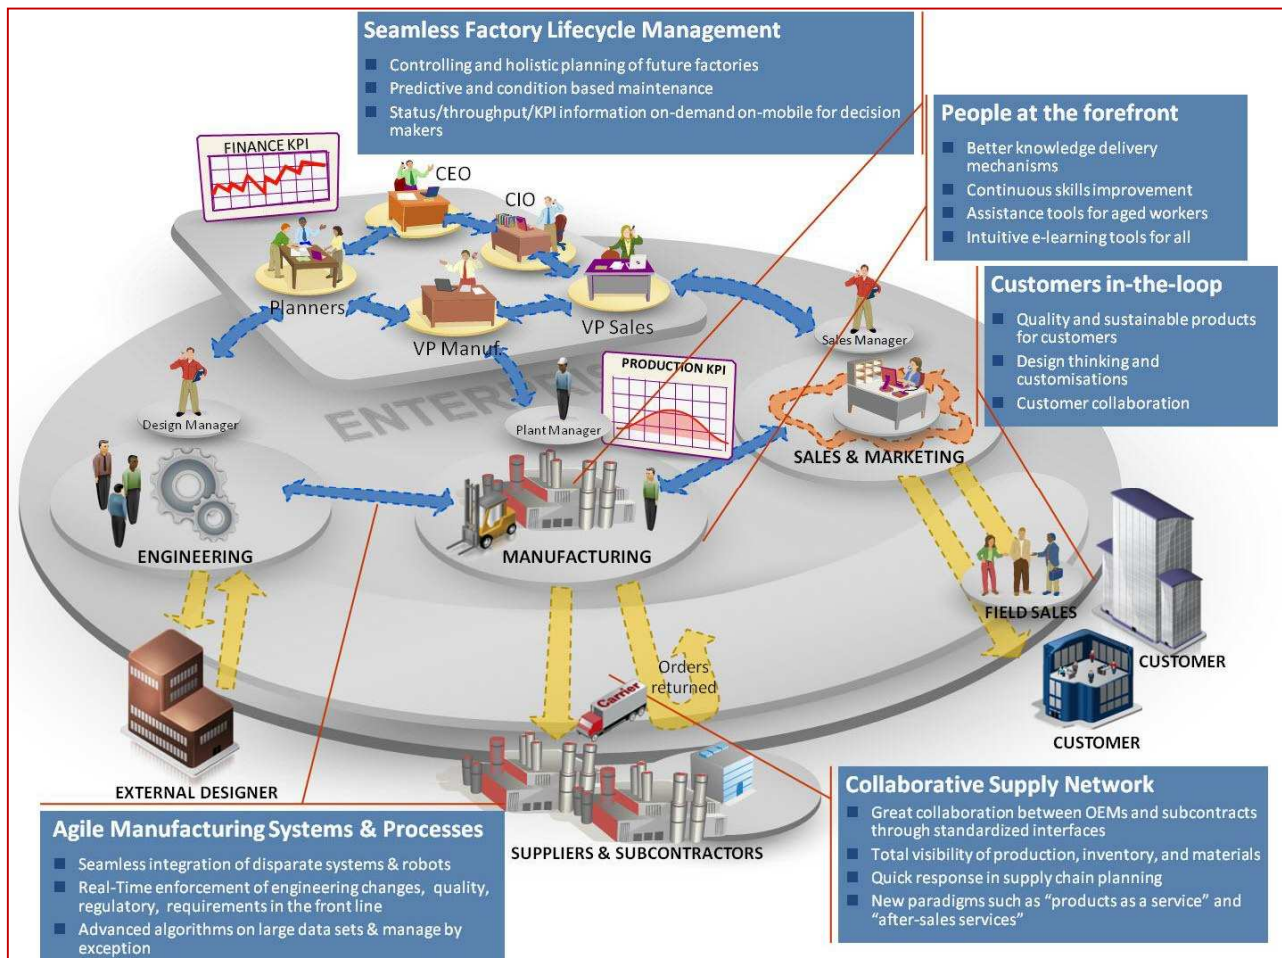 Seamless Factory Lifecycle Management
Controlling and holistic planning of future factories
Predictive and condition based maintenance
Status/throughput/KPI information on-demand on-mobile for decision
makers
People at the forefront
Better knowledge delivery
mechanisms
Continuous skills improvement
Assistance tools for aged workers
Intuitive e-learning tools for all
Customers in-the-loop
Quality and sustainable products
for customers
Design thinking and
customisations
Customer collaboration
FINANCE KPI
CEO
CIO
Planners
VP Manuf.
VP Sales
Sales Manager
Design Manager
ENTERPRIS
Plant Manager
PRODUCTION KPI
SALES & MARKETING
ENGINEERING
MANUFACTURING
FIELD SALES
CUSTOMER
CUSTOMER
Orders
returned
Carrier
EXTERNAL DESIGNER
SUPPLIERS & SUBCONTRACTORS
Agile Manufacturing Systems & Processes
Seamless integration of disparate systems & robots
Real-Time enforcement of engineering changes, quality,
regulatory, requirements in the front line
Advanced algorithms on large data sets & manage by
exception
Collaborative Supply Network
Great collaboration between OEMs and subcontracts
through standardized interfaces
Total visibility of production, inventory, and materials
Quick response in supply chain planning
New paradigms such as “products as a service” and
“after-sales services”